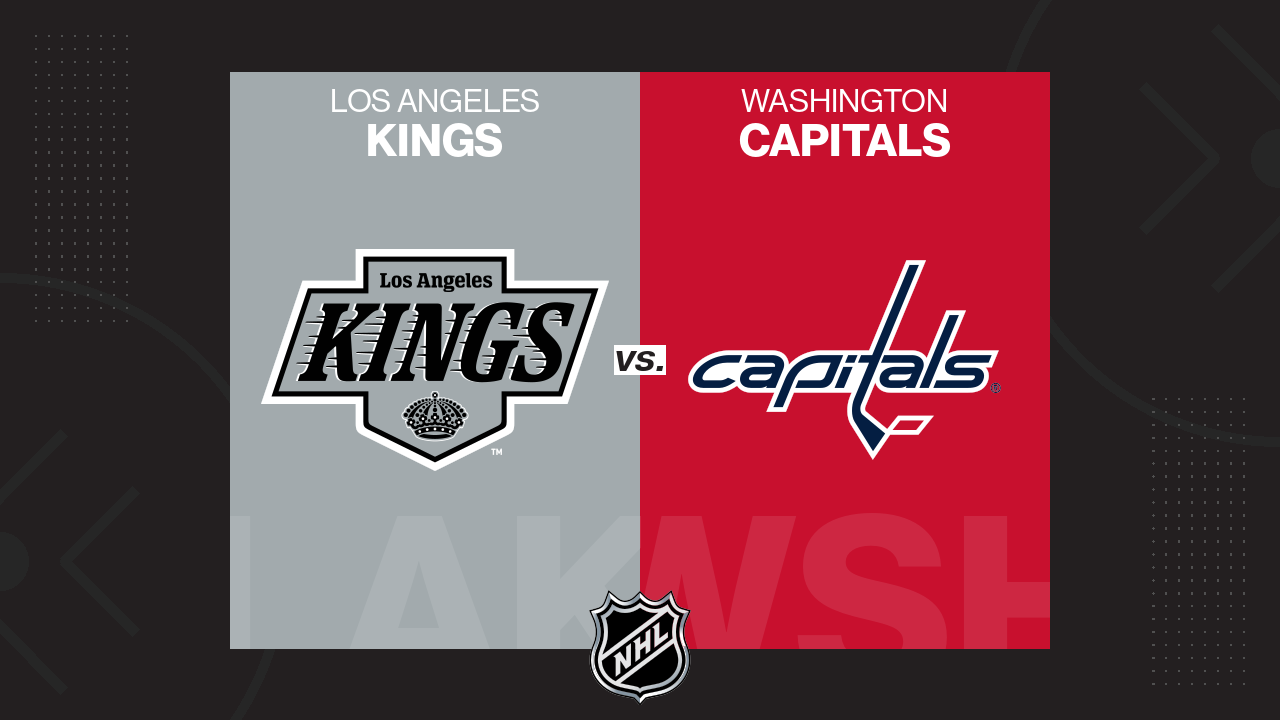 LOS ANGELES
KINGS
WASHINGTON
CAPITALS
Los Angeles
KINGS
TM
vs.
capitals
®
LAK
WSH
NHL